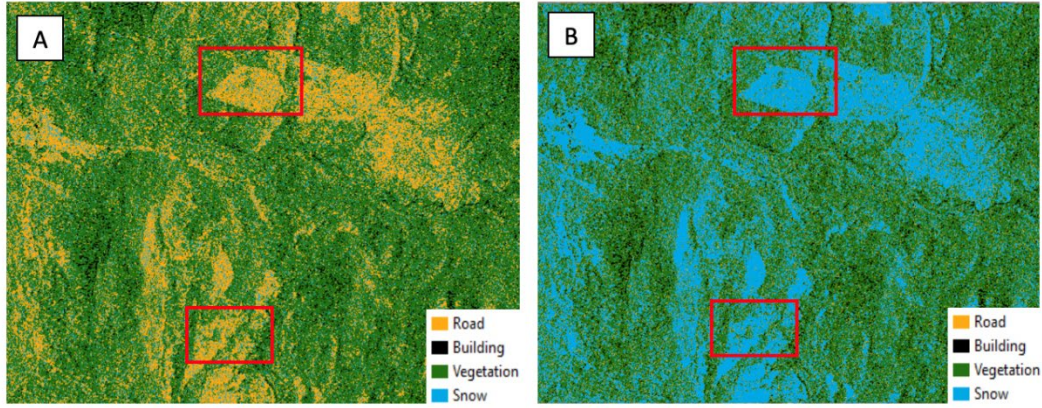 A
Road
Building
Vegetation
Snow
B
Road
Building
Vegetation
Snow